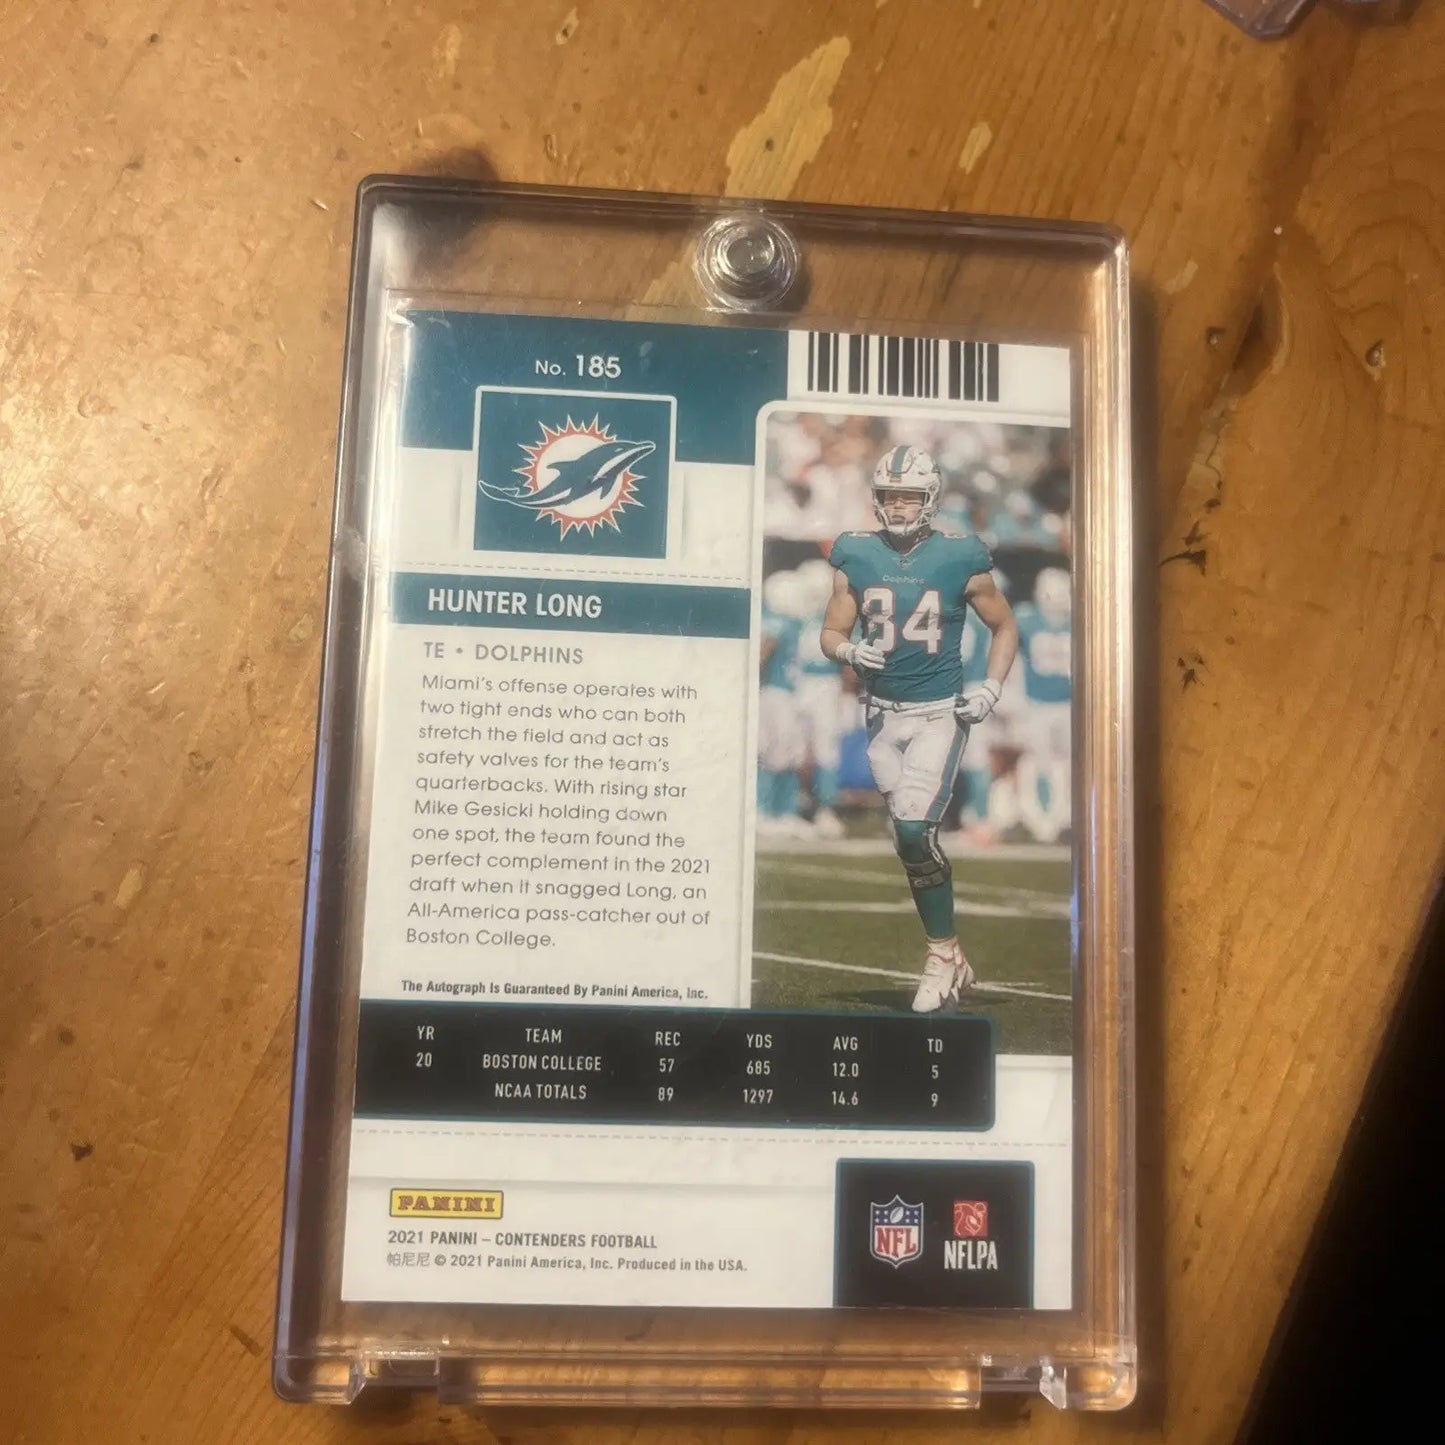 No. 185
HUNTER LONG
TE • DOLPHINS
Miami's offense operates with
two tight ends who can both
stretch the field and act as
safety valves for the team's
quarterbacks. With rising star
Mike Gesicki holding down
one spot, the team found the
perfect complement in the 2021
draft when it snagged Long, an
All-America pass-catcher out of
Boston College.
The Autograph Is Guaranteed By Panini America, Inc.
Dolphins
84
YR TEAM REC YDS AVG TD
20 BOSTON COLLEGE 57 685 12.0 5
NCAA TOTALS 89 1297 14.6 9
PANINI
2021 PANINI – CONTENDERS FOOTBALL
帕尼尼 © 2021 Panini America, Inc. Produced in the USA.
NFL
NFLPA